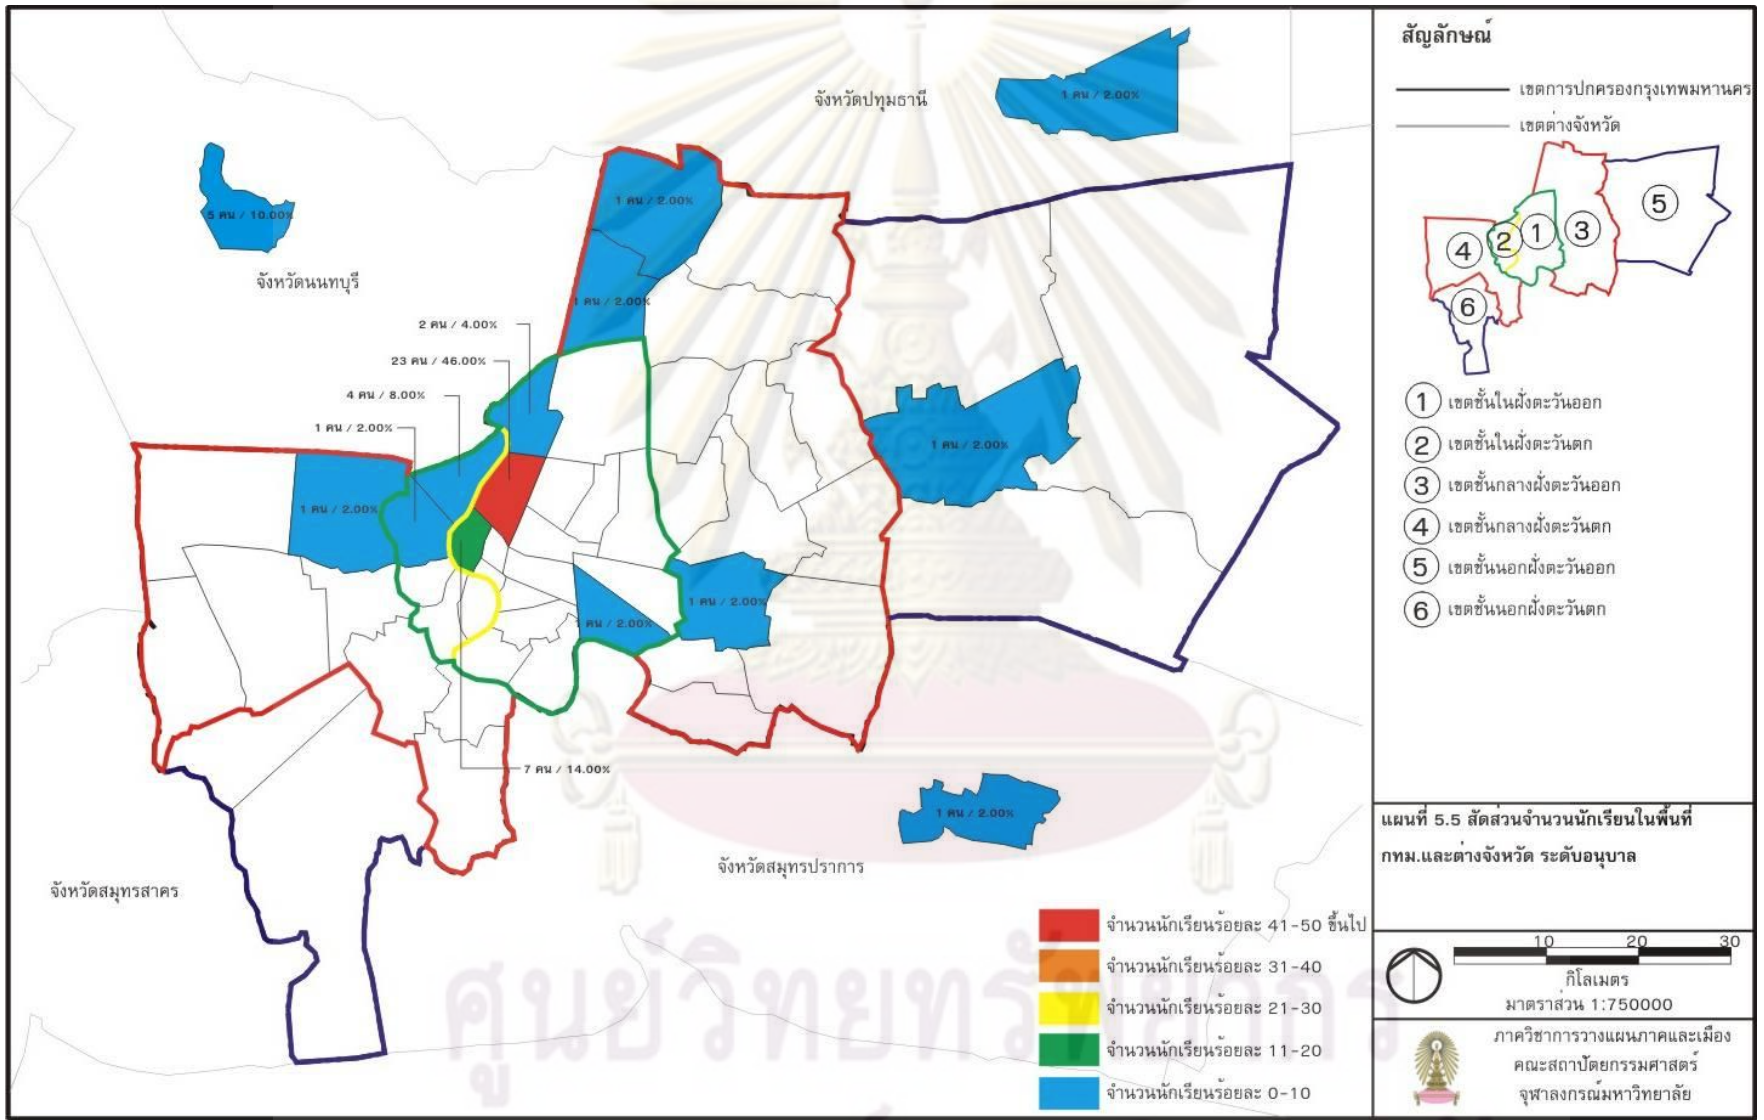 สัญลักษณ์
เขตการปกครองกรุงเทพมหานคร
เขตต่างจังหวัด
จังหวัดปทุมธานี
1 คน / 2.00%
5 คน / 10.00%
จังหวัดนนทบุรี
1 คน / 2.00%
1 คน / 2.00%
2 คน / 4.00%
23 คน / 46.00%
4 คน / 8.00%
1 คน / 2.00%
1 คน / 2.00%
1 คน / 2.00%
1 คน / 2.00%
1 คน / 2.00%
7 คน / 14.00%
1 คน / 2.00%
จังหวัดสมุทรปราการ
จังหวัดสมุทรสาคร
5
3
1
2
4
6
1 เขตชั้นในฝั่งตะวันออก
2 เขตชั้นในฝั่งตะวันตก
3 เขตชั้นกลางฝั่งตะวันออก
4 เขตชั้นกลางฝั่งตะวันตก
5 เขตชั้นนอกฝั่งตะวันออก
6 เขตชั้นนอกฝั่งตะวันตก
แผนที่ 5.5 สัดส่วนจำนวนนักเรียนในพื้นที่
กทม.และต่างจังหวัด ระดับอนุบาล
จำนวนนักเรียนร้อยละ 41-50 ขึ้นไป
จำนวนนักเรียนร้อยละ 31-40
จำนวนนักเรียนร้อยละ 21-30
จำนวนนักเรียนร้อยละ 11-20
จำนวนนักเรียนร้อยละ 0-10
10 20 30
กิโลเมตร
มาตราส่วน 1:750000
ภาควิชาการวางแผนภาคและเมือง
คณะสถาปัตยกรรมศาสตร์
จุฬาลงกรณ์มหาวิทยาลัย
ศูนย์วิทยทรัพยากร